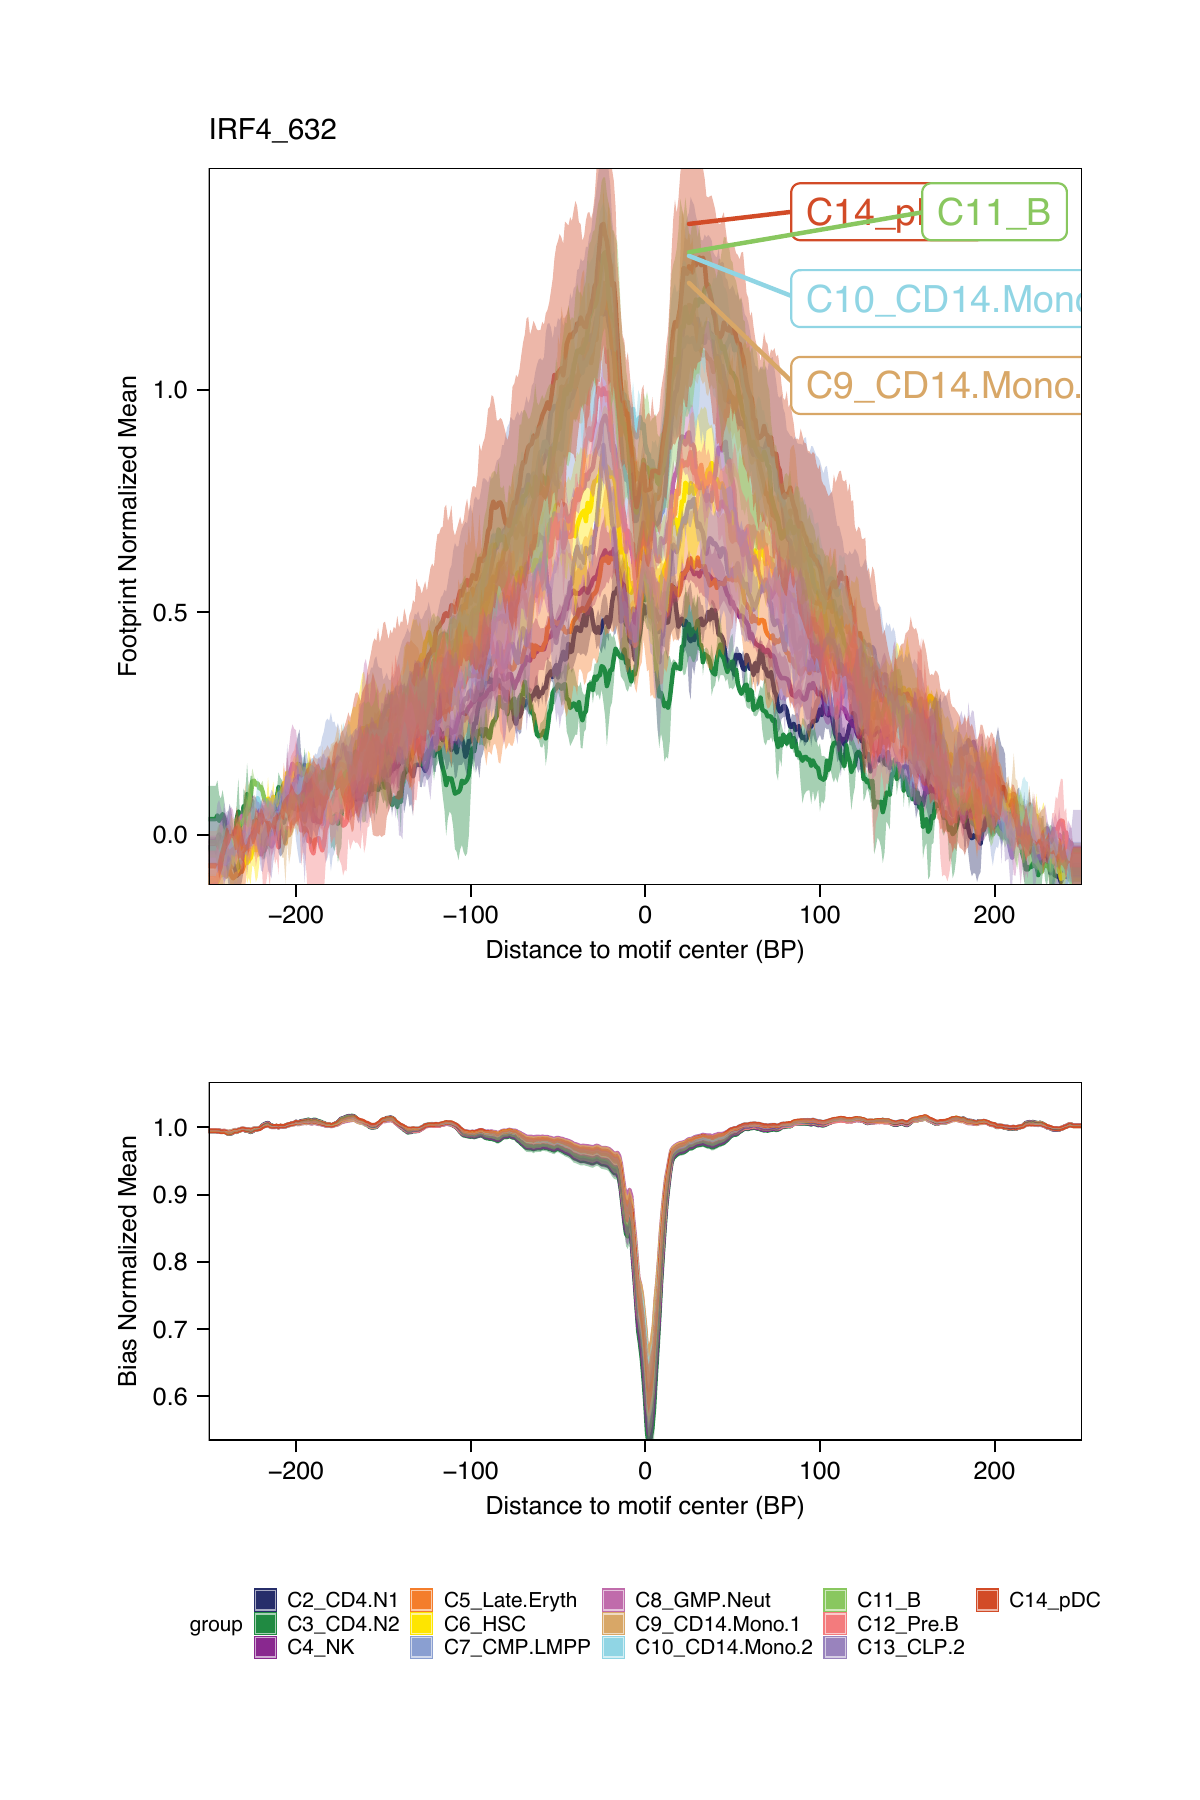 IRF4_632
C14_p
C11_B
C10_CD14.Mono
C9_CD14.Mono.
1.0
0.5
0.0
Footprint Normalized Mean
−200 −100 0 100 200
Distance to motif center (BP)
1.0
0.9
0.8
0.7
0.6
Bias Normalized Mean
−200 −100 0 100 200
Distance to motif center (BP)
C2_CD4.N1 C5_Late.Eryth C8_GMP.Neut C11_B C14_pDC
group C3_CD4.N2 C6_HSC C9_CD14.Mono.1 C12_Pre.B
C4_NK C7_CMP.LMPP C10_CD14.Mono.2 C13_CLP.2